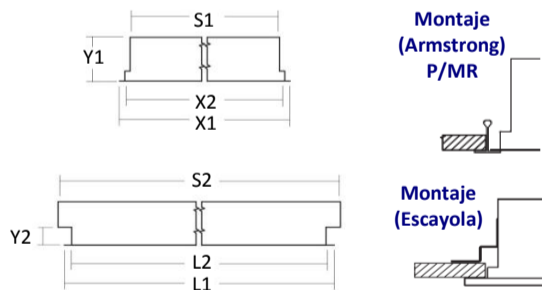 S1
Y1
X2
X1
S2
Y2
L2
L1
Montaje
(Armstrong)
P/MR
Montaje
(Escayola)